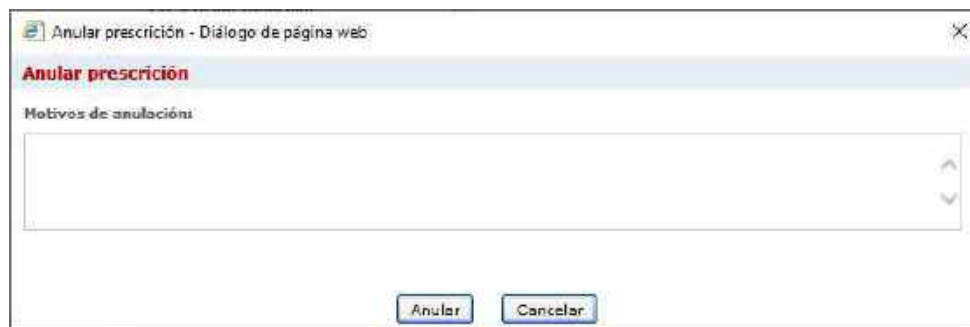 Anular prescrición - Diálogo de página web
Anular prescrición
Motivos de anulación:
Anular Cancelar